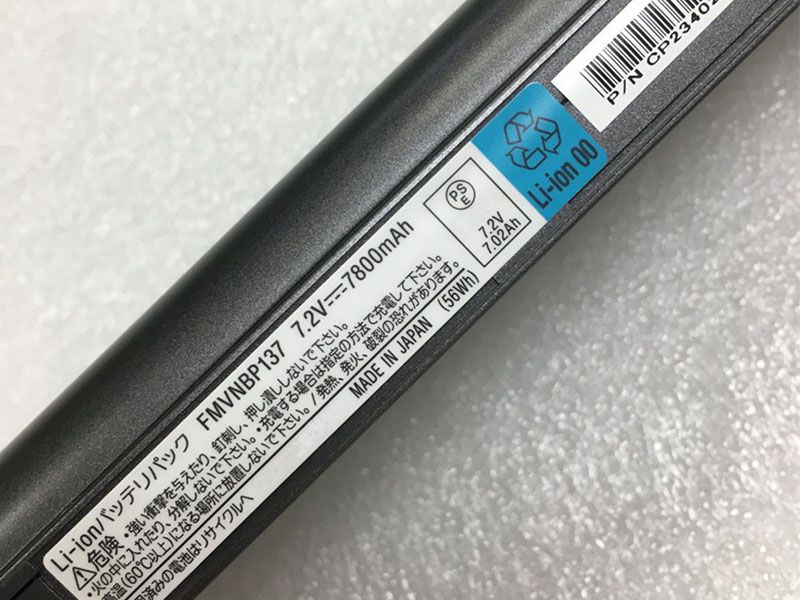 Li-ionバッテリパック FMVNBP137 7.2V⎓7800mAh
⚠危険 ・強い衝撃を与えたり、釘刺し、押し潰ししないで下さい。
・火の中に入れたり、分解しないで下さい。・充電する場合は指定の方法で充電して下さい。
高温(60℃以上)になる場所に放置しないで下さい。/発熱、発火、破裂の恐れがあります。
済みの電池はリサイクルへ
MADE IN JAPAN (56Wh)
PS
E
7.2V
7.02Ah
Li-ion 00
P/N CP23402